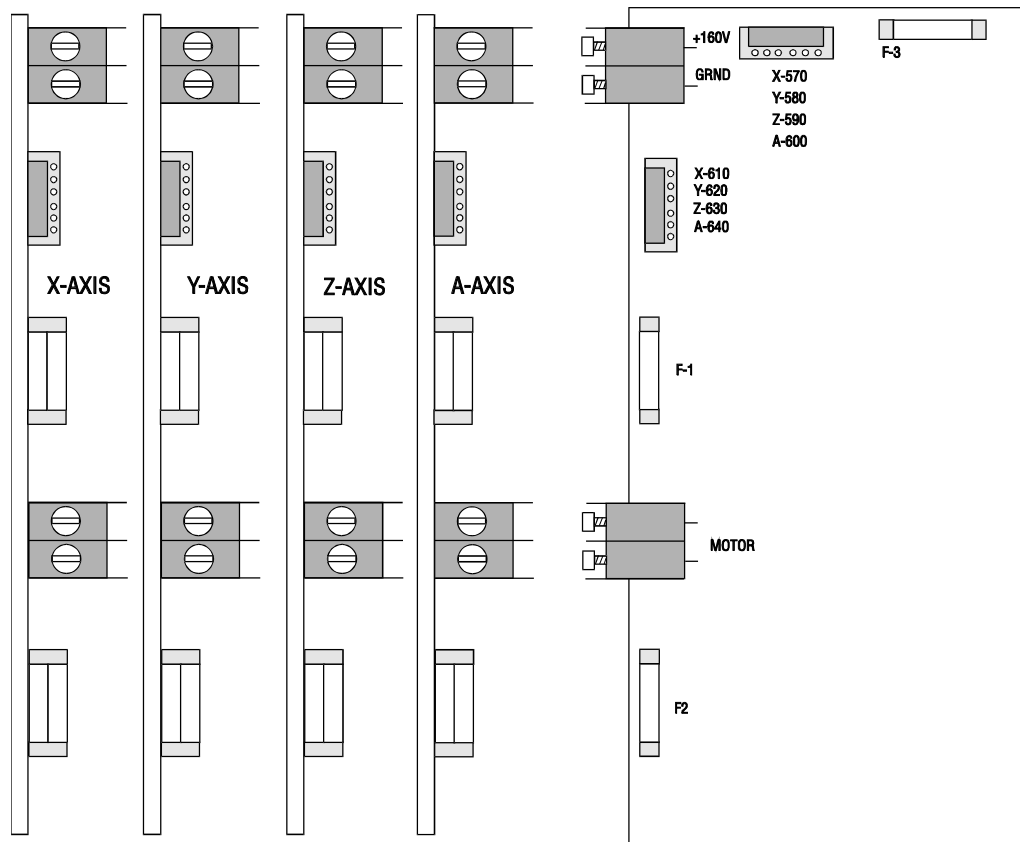 +160V
GRND
F-3
X-570
Y-580
Z-590
A-600
X-610
Y-620
Z-630
A-640
X-AXIS
Y-AXIS
Z-AXIS
A-AXIS
F-1
MOTOR
F2